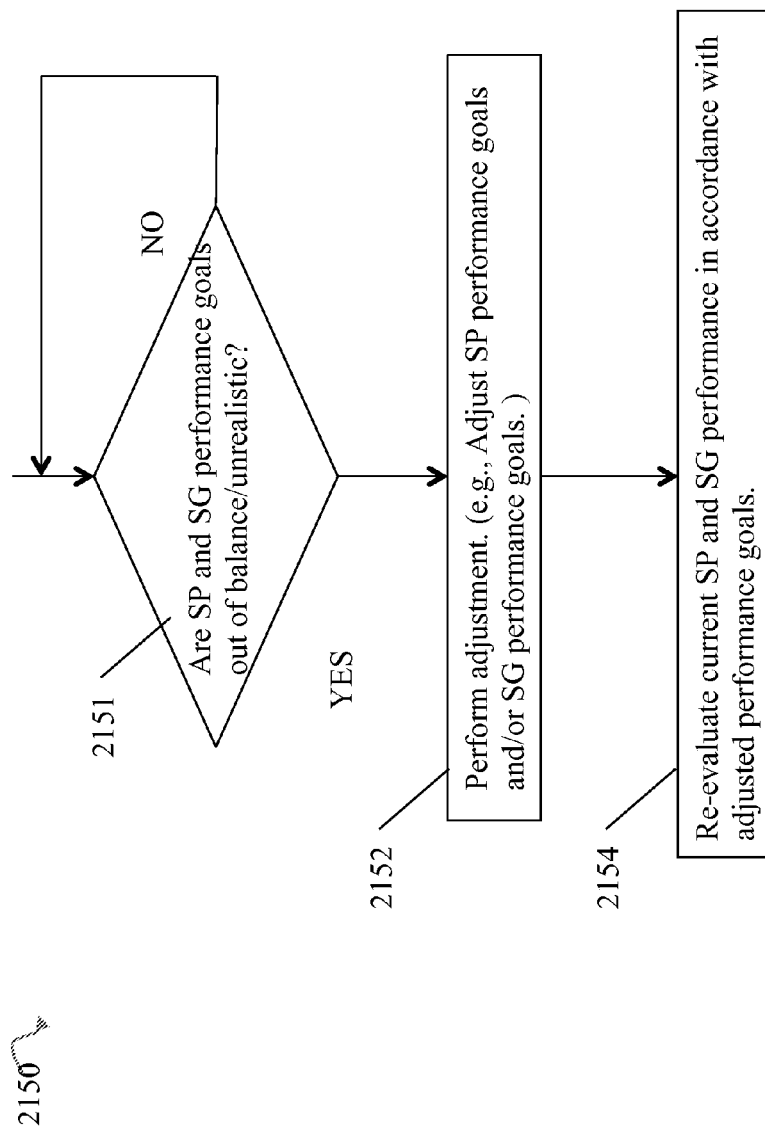 2150
2151
Are SP and SG performance goals
out of balance/unrealistic?
NO
YES
2152
Perform adjustment. (e.g., Adjust SP performance goals
and/or SG performance goals. )
2154
Re-evaluate current SP and SG performance in accordance with
adjusted performance goals.